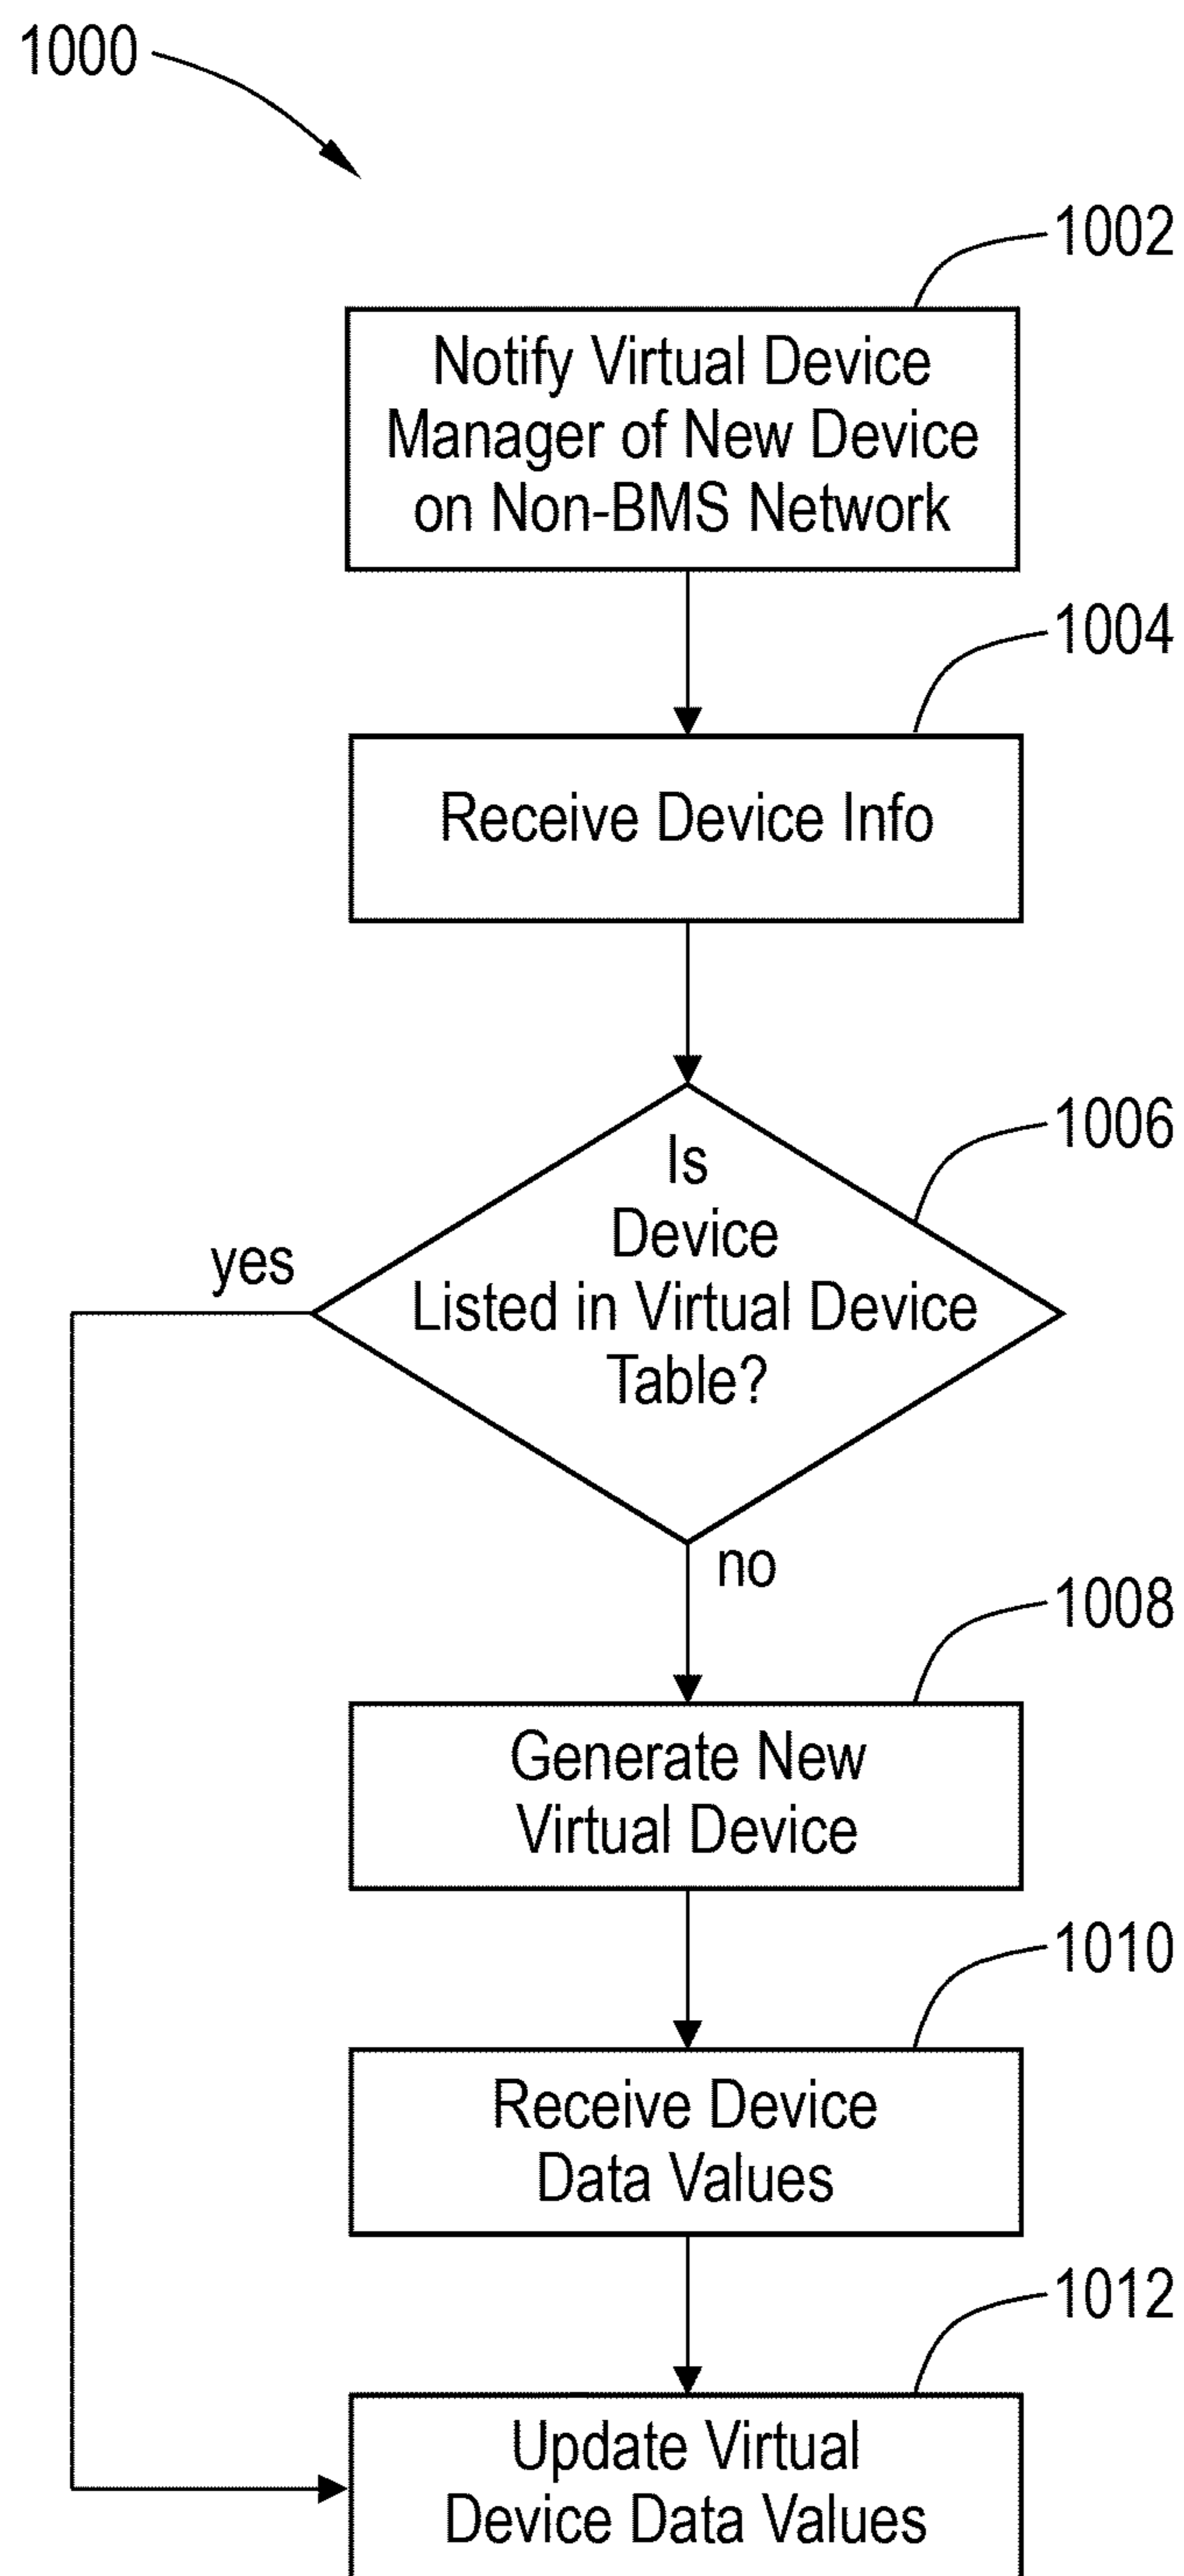 1000
1002
Notify Virtual Device
Manager of New Device
on Non-BMS Network
1004
Receive Device Info
1006
Is
Device
Listed in Virtual Device
Table?
yes
no
1008
Generate New
Virtual Device
1010
Receive Device
Data Values
1012
Update Virtual
Device Data Values